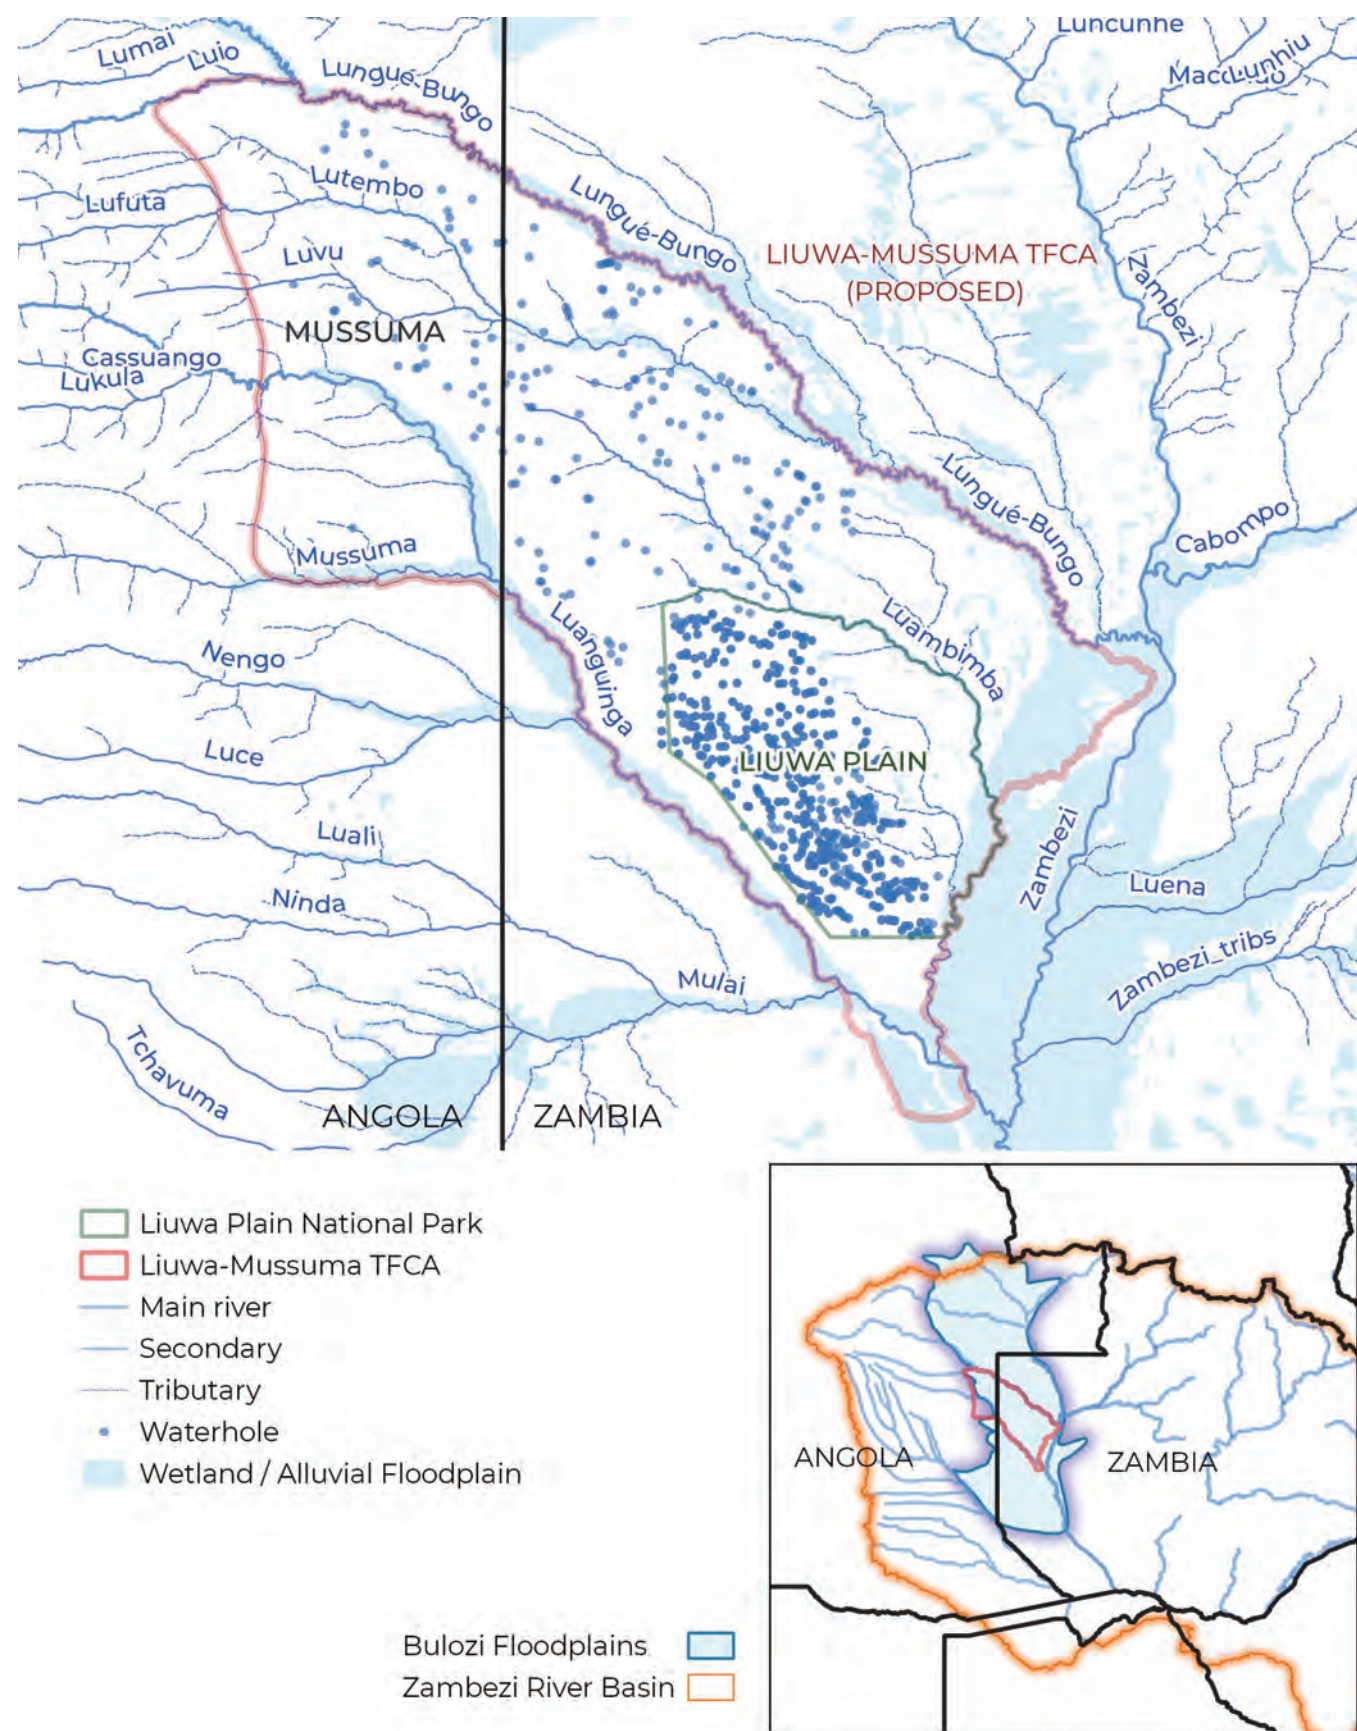 Luncunhe
Lumai
Luio
Lungué-Bungo
Lunhiu
Lutembo
Lufuta
Lungué-Bungo
Luvu
LIUWA-MUSSUMA TFCA
(PROPOSED)
Zambezi
MUSSUMA
Cassuango
Lukula
Lungué-Bungo
Cabompo
Mussuma
Luanguinga
Luambimba
Nengo
Luce
LIUWA PLAIN
Luali
Zambezi
Luena
Ninda
Zambezi_tribs
Mulai
Tchavuma
ANGOLA
ZAMBIA
Liuwa Plain National Park
Liuwa-Mussuma TFCA
Main river
Secondary
Tributary
Waterhole
Wetland / Alluvial Floodplain
ANGOLA
ZAMBIA
Bulozi Floodplains
Zambezi River Basin